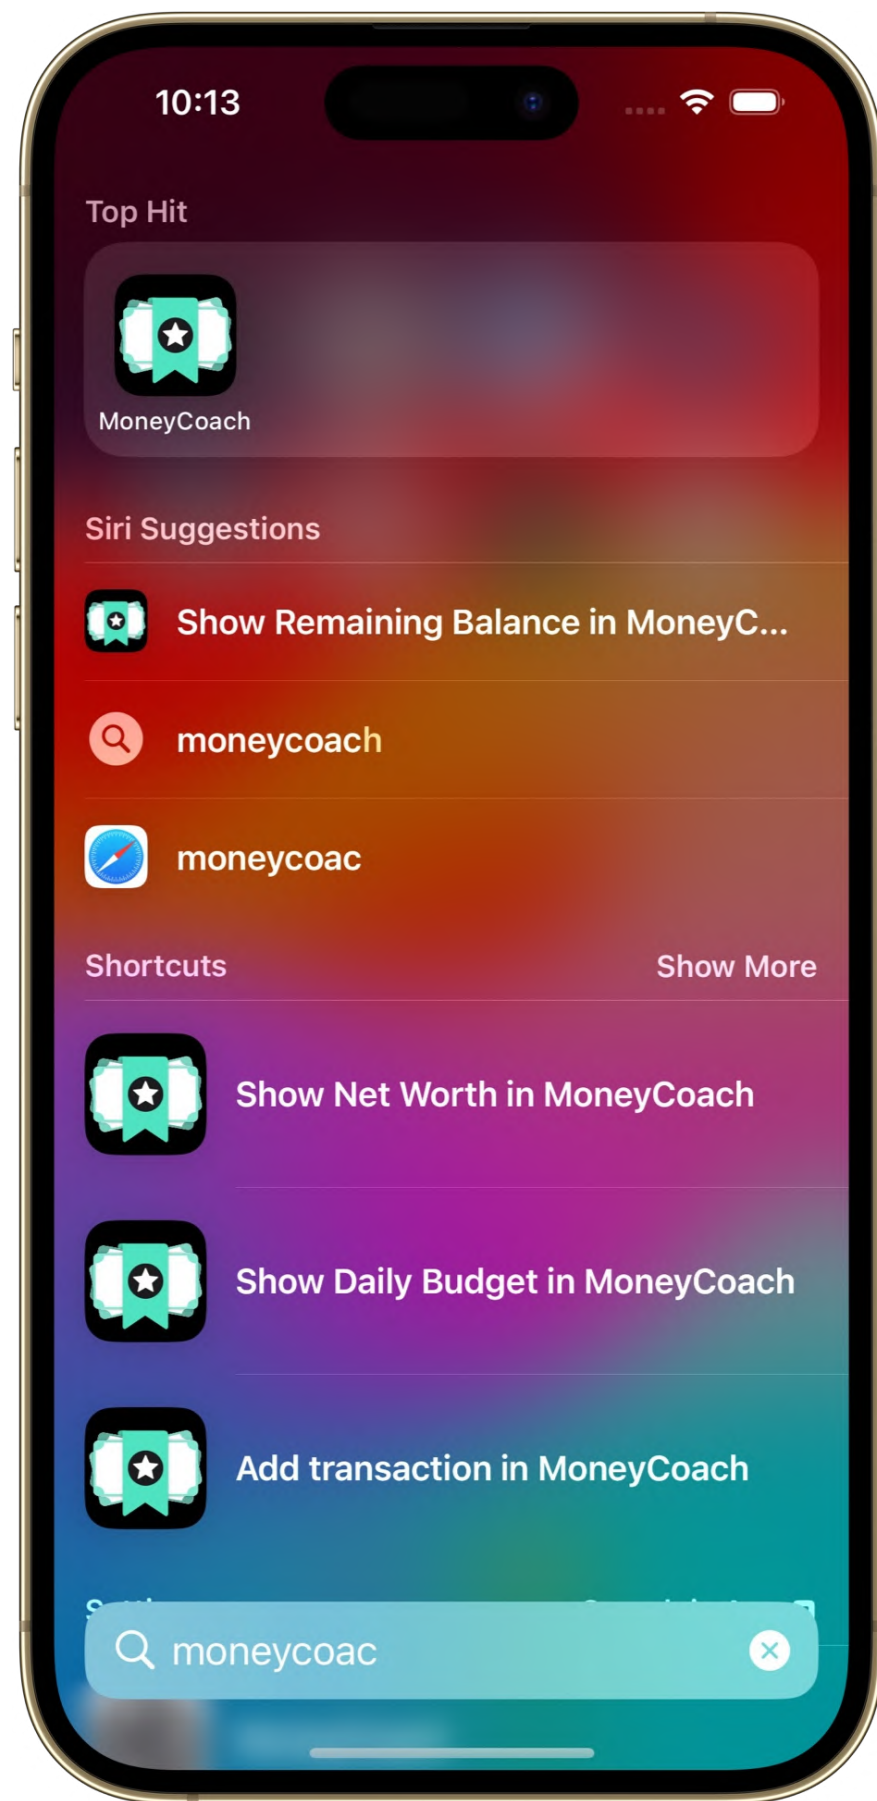 10:13
Top Hit
MoneyCoach
Siri Suggestions
Show Remaining Balance in MoneyC...
moneycoach
moneycoac
Shortcuts Show More
Show Net Worth in MoneyCoach
Show Daily Budget in MoneyCoach
Add transaction in MoneyCoach
moneycoac